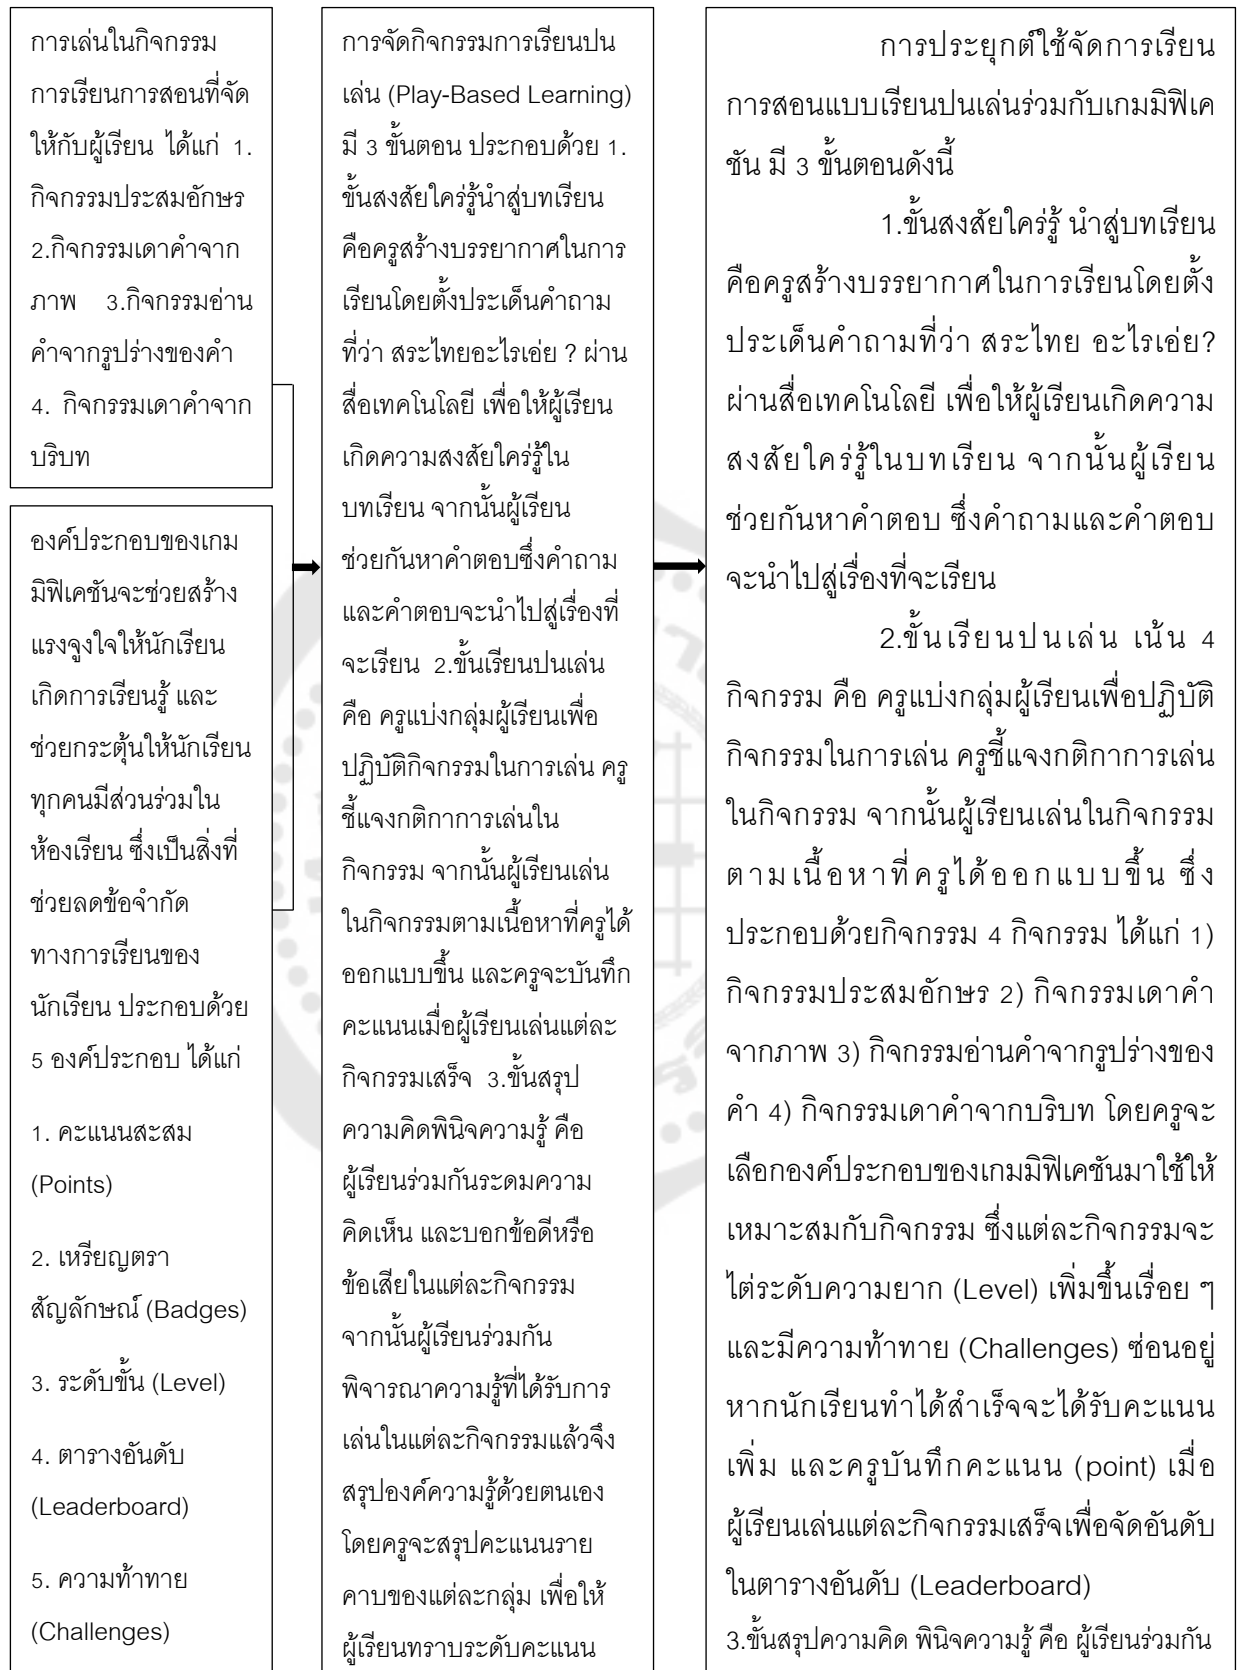 การเล่นในกิจกรรม
การเรียนการสอนที่จัด
ให้กับผู้เรียน ได้แก่ 1.
กิจกรรมประสมอักษร
2.กิจกรรมเดาคำจาก
ภาพ 3.กิจกรรมอ่าน
คำจากรูปร่างของคำ
4. กิจกรรมเดาคำจาก
บริบท
องค์ประกอบของเกม
มิฟิเคชันจะช่วยสร้าง
แรงจูงใจให้นักเรียน
เกิดการเรียนรู้ และ
ช่วยกระตุ้นให้นักเรียน
ทุกคนมีส่วนร่วมใน
ห้องเรียน ซึ่งเป็นสิ่งที่
ช่วยลดข้อจำกัด
ทางการเรียนของ
นักเรียน ประกอบด้วย
5 องค์ประกอบ ได้แก่
1. คะแนนสะสม
(Points)
2. เหรียญตรา
สัญลักษณ์ (Badges)
3. ระดับขั้น (Level)
4. ตารางอันดับ
(Leaderboard)
5. ความท้าทาย
(Challenges)
การจัดกิจกรรมการเรียนปน
เล่น (Play-Based Learning)
มี 3 ขั้นตอน ประกอบด้วย 1.
ขั้นสงสัยใคร่รู้นำสู่บทเรียน
คือครูสร้างบรรยากาศในการ
เรียนโดยตั้งประเด็นคำถาม
ที่ว่า สระไทยอะไรเอ่ย ? ผ่าน
สื่อเทคโนโลยี เพื่อให้ผู้เรียน
เกิดความสงสัยใคร่รู้ใน
บทเรียน จากนั้นผู้เรียน
ช่วยกันหาคำตอบซึ่งคำถาม
และคำตอบจะนำไปสู่เรื่องที่
จะเรียน 2.ขั้นเรียนปนเล่น
คือ ครูแบ่งกลุ่มผู้เรียนเพื่อ
ปฏิบัติกิจกรรมในการเล่น ครู
ชี้แจงกติกาการเล่นใน
กิจกรรม จากนั้นผู้เรียนเล่น
ในกิจกรรมตามเนื้อหาที่ครูได้
ออกแบบขึ้น และครูจะบันทึก
คะแนนเมื่อผู้เรียนเล่นแต่ละ
กิจกรรมเสร็จ 3.ขั้นสรุป
ความคิดพินิจความรู้ คือ
ผู้เรียนร่วมกันระดมความ
คิดเห็น และบอกข้อดีหรือ
ข้อเสียในแต่ละกิจกรรม
จากนั้นผู้เรียนร่วมกัน
พิจารณาความรู้ที่ได้รับการ
เล่นในแต่ละกิจกรรมแล้วจึง
สรุปองค์ความรู้ด้วยตนเอง
โดยครูจะสรุปคะแนนราย
คาบของแต่ละกลุ่ม เพื่อให้
ผู้เรียนทราบระดับคะแนน
การประยุกต์ใช้จัดการเรียน
การสอนแบบเรียนปนเล่นร่วมกับเกมมิฟิเค
ชัน มี 3 ขั้นตอนดังนี้
1.ขั้นสงสัยใคร่รู้ นำสู่บทเรียน
คือครูสร้างบรรยากาศในการเรียนโดยตั้ง
ประเด็นคำถามที่ว่า สระไทย อะไรเอ่ย?
ผ่านสื่อเทคโนโลยี เพื่อให้ผู้เรียนเกิดความ
สงสัยใคร่รู้ในบทเรียน จากนั้นผู้เรียน
ช่วยกันหาคำตอบ ซึ่งคำถามและคำตอบ
จะนำไปสู่เรื่องที่จะเรียน
2.ขั้นเรียนปนเล่น เน้น 4
กิจกรรม คือ ครูแบ่งกลุ่มผู้เรียนเพื่อปฏิบัติ
กิจกรรมในการเล่น ครูชี้แจงกติกาการเล่น
ในกิจกรรม จากนั้นผู้เรียนเล่นในกิจกรรม
ตามเนื้อหาที่ครูได้ออกแบบขึ้น ซึ่ง
ประกอบด้วยกิจกรรม 4 กิจกรรม ได้แก่ 1)
กิจกรรมประสมอักษร 2) กิจกรรมเดาคำ
จากภาพ 3) กิจกรรมอ่านคำจากรูปร่างของ
คำ 4) กิจกรรมเดาคำจากบริบท โดยครูจะ
เลือกองค์ประกอบของเกมมิฟิเคชันมาใช้ให้
เหมาะสมกับกิจกรรม ซึ่งแต่ละกิจกรรมจะ
ไต่ระดับความยาก (Level) เพิ่มขึ้นเรื่อย ๆ
และมีความท้าทาย (Challenges) ซ่อนอยู่
หากนักเรียนทำได้สำเร็จจะได้รับคะแนน
เพิ่ม และครูบันทึกคะแนน (point) เมื่อ
ผู้เรียนเล่นแต่ละกิจกรรมเสร็จเพื่อจัดอันดับ
ในตารางอันดับ (Leaderboard)
3.ขั้นสรุปความคิด พินิจความรู้ คือ ผู้เรียนร่วมกัน